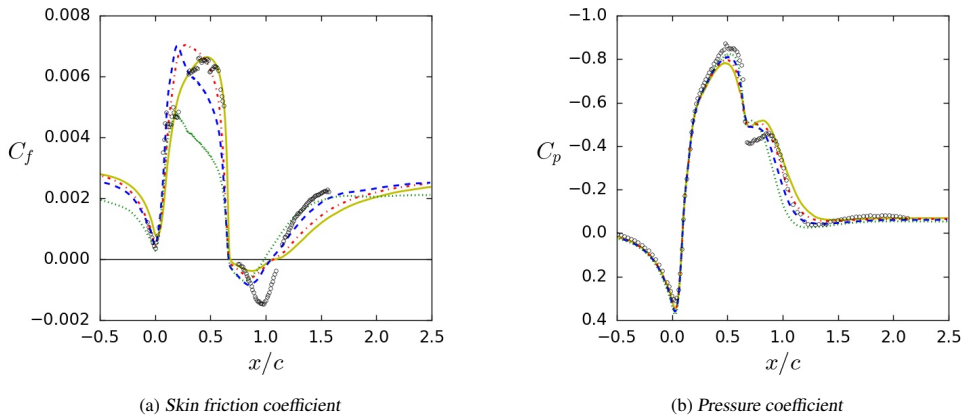 0.008
0.006
0.004
0.002
0.000
−0.002
C_f
−0.5 0.0 0.5 1.0 1.5 2.0 2.5
x/c
(a) Skin friction coefficient
−1.0
−0.8
−0.6
−0.4
−0.2
0.0
0.2
0.4
C_p
−0.5 0.0 0.5 1.0 1.5 2.0 2.5
x/c
(b) Pressure coefficient